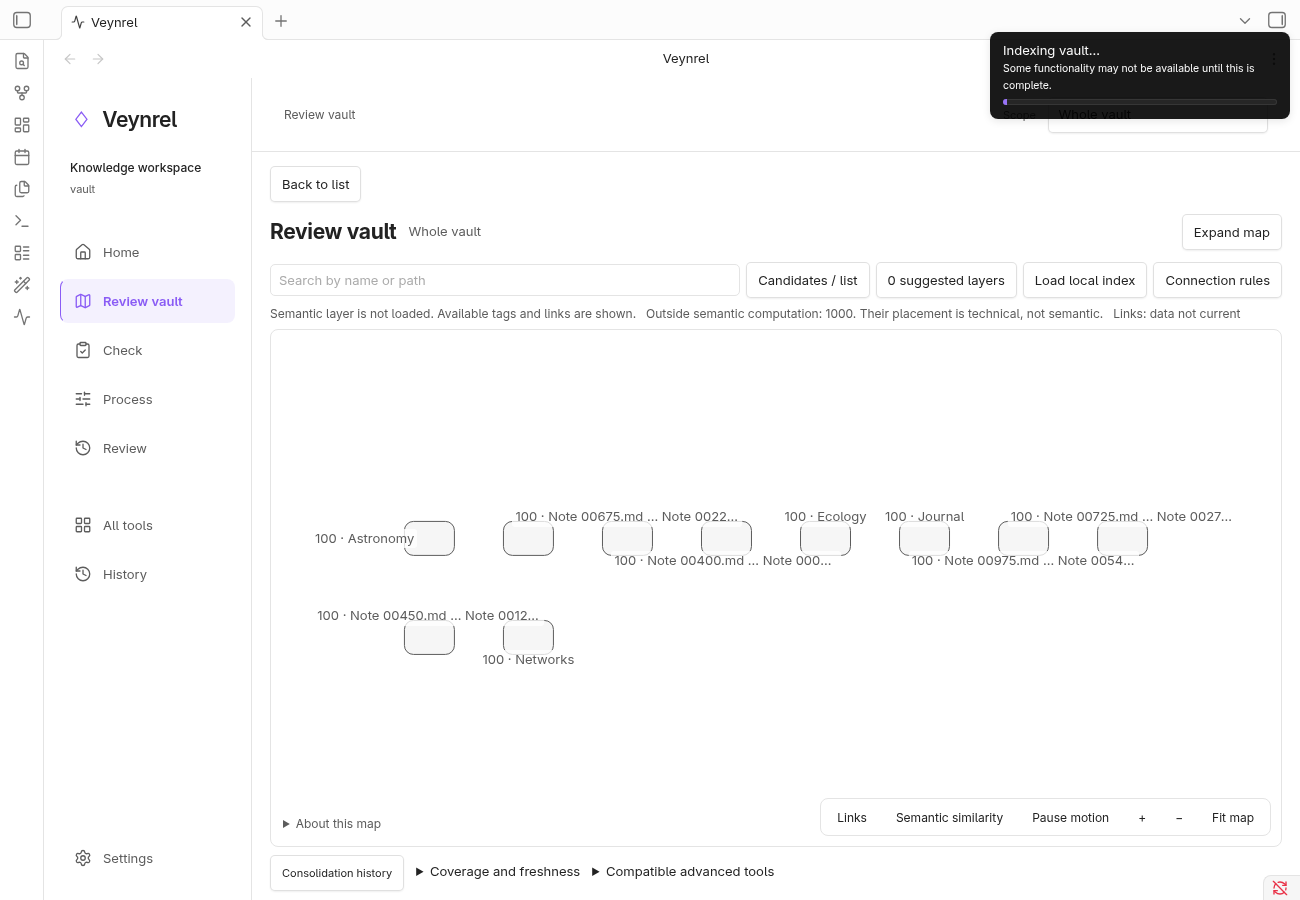 Veynrel
Veynrel
Indexing vault...
Some functionality may not be available until this is
complete.
Veynrel
Review vault
Scope
Whole vault
Knowledge workspace
vault
Back to list
Review vault
Whole vault
Expand map
Home
Search by name or path
Candidates / list
0 suggested layers
Load local index
Connection rules
Review vault
Semantic layer is not loaded. Available tags and links are shown. Outside semantic computation: 1000. Their placement is technical, not semantic. Links: data not current
Check
Process
Review
All tools
History
100 · Note 00675.md ... Note 0022...
100 · Ecology
100 · Journal
100 · Note 00725.md ... Note 0027...
100 · Astronomy
100 · Note 00400.md ... Note 000...
100 · Note 00975.md ... Note 0054...
100 · Note 00450.md ... Note 0012...
100 · Networks
About this map
Links
Semantic similarity
Pause motion
+
−
Fit map
Settings
Consolidation history
Coverage and freshness
Compatible advanced tools